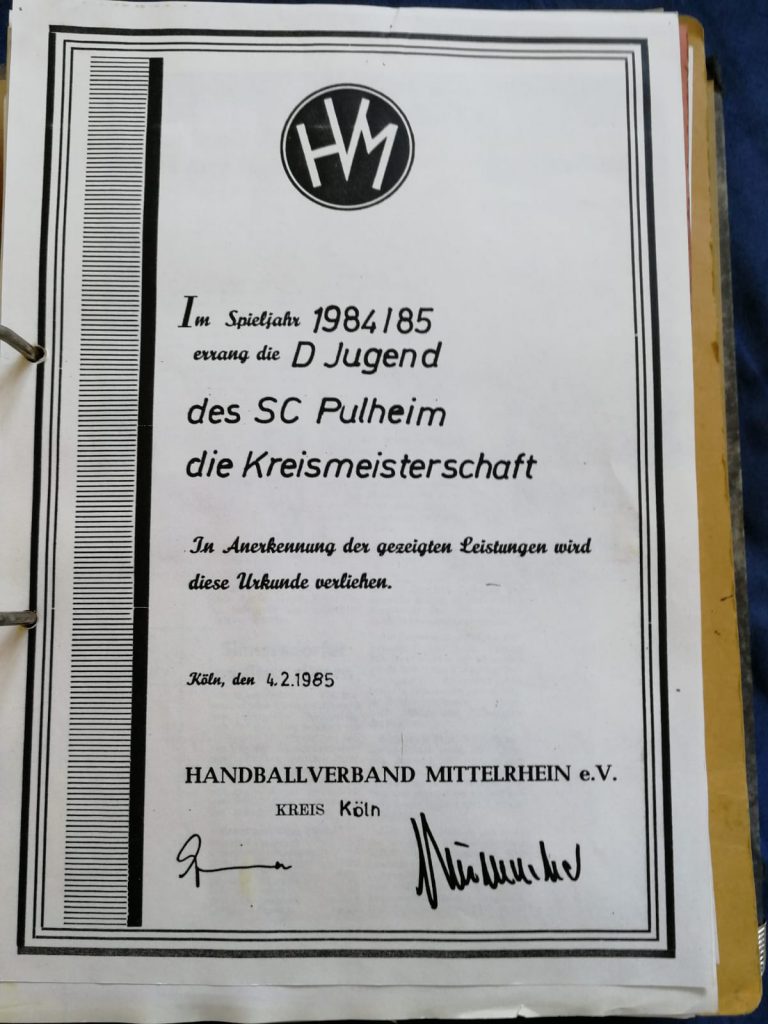 HVM
Im Spieljahr 1984/85
errang die D Jugend
des SC Pulheim
die Kreismeisterschaft
In Anerkennung der gezeigten Leistungen wird
diese Urkunde verliehen.
Köln, den 4.2.1985
HANDBALLVERBAND MITTELRHEIN e.V.
KREIS Köln